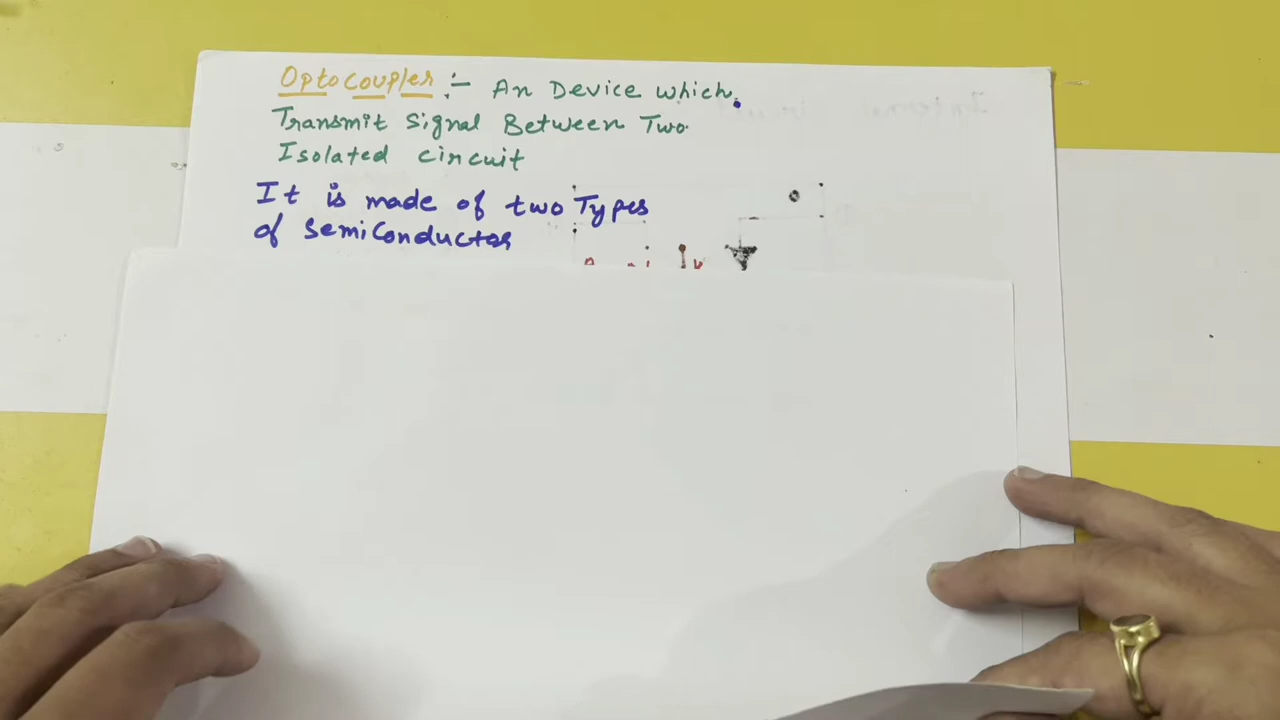 Optocoupler :- An Device which.
Transmit Signal Between Two.
Isolated circuit
It is made of two Types
of Semiconductor